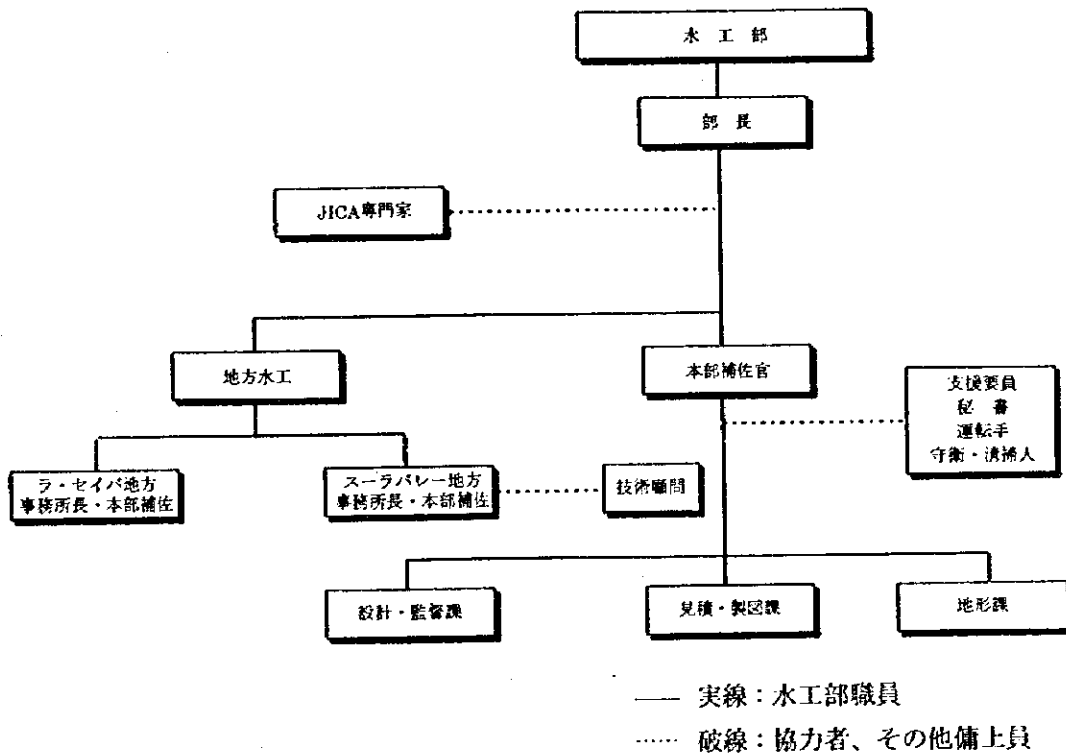 水 工 部
部 長
JICA専門家
地方水工
本部補佐官
支援要員
秘 書
運転手
守衛・清掃人
ラ・セイバ地方
事務所長・本部補佐
スーラバレー地方
事務所長・本部補佐
技術顧問
設計・監督課
見積・製図課
地形課
実線:水工部職員
破線:協力者、その他傭上員